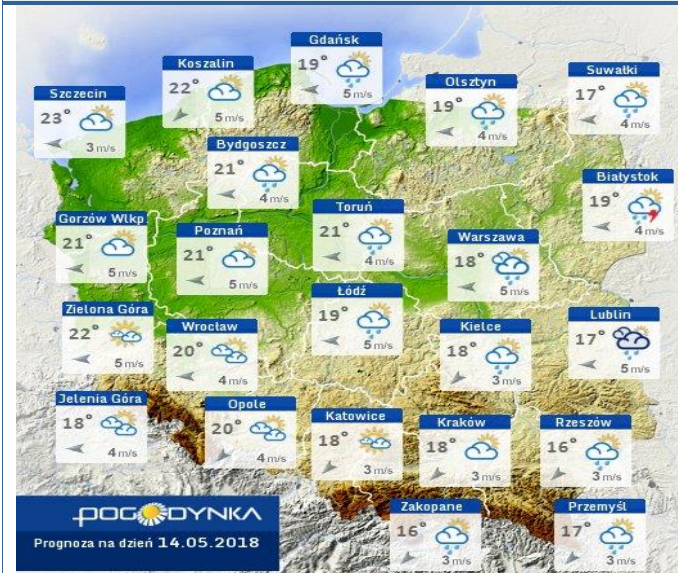 Gdańsk
19°
5 m/s
Koszalin
22°
5 m/s
Suwałki
17°
4 m/s
Olsztyn
19°
4 m/s
Szczecin
23°
3 m/s
Bydgoszcz
21°
4 m/s
Białystok
19°
4 m/s
Toruń
21°
4 m/s
Gorzów Wlkp
21°
5 m/s
Poznań
21°
5 m/s
Warszawa
18°
5 m/s
Łódź
19°
5 m/s
Zielona Góra
22°
5 m/s
Wrocław
20°
4 m/s
Kielce
18°
3 m/s
Lublin
17°
5 m/s
Jelenia Góra
18°
4 m/s
Opole
20°
4 m/s
Katowice
18°
3 m/s
Kraków
18°
3 m/s
Rzeszów
16°
3 m/s
Zakopane
16°
3 m/s
Przemyśl
17°
3 m/s
POGODYNKA
Prognoza na dzień 14.05.2018